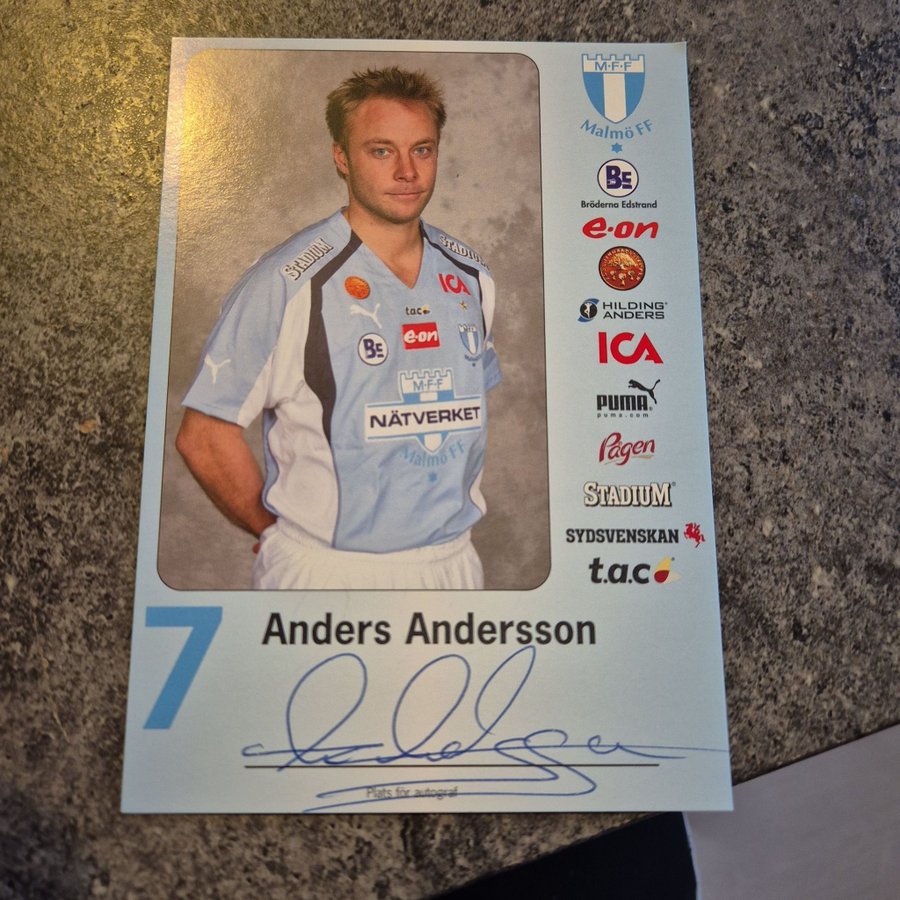 M·F·F
Malmö FF
BE
Bröderna Edstrand
e·on
HILDING
ANDERS
ICA
PUMA
puma.com
Pågen
STADIUM
SYDSVENSKAN
t.a.c
STADIUM
STADIUM
ICA
t.a.c
e·on
BE
M·F·F
NÄTVERKET
Malmö FF
7
Anders Andersson
Plats för autograf